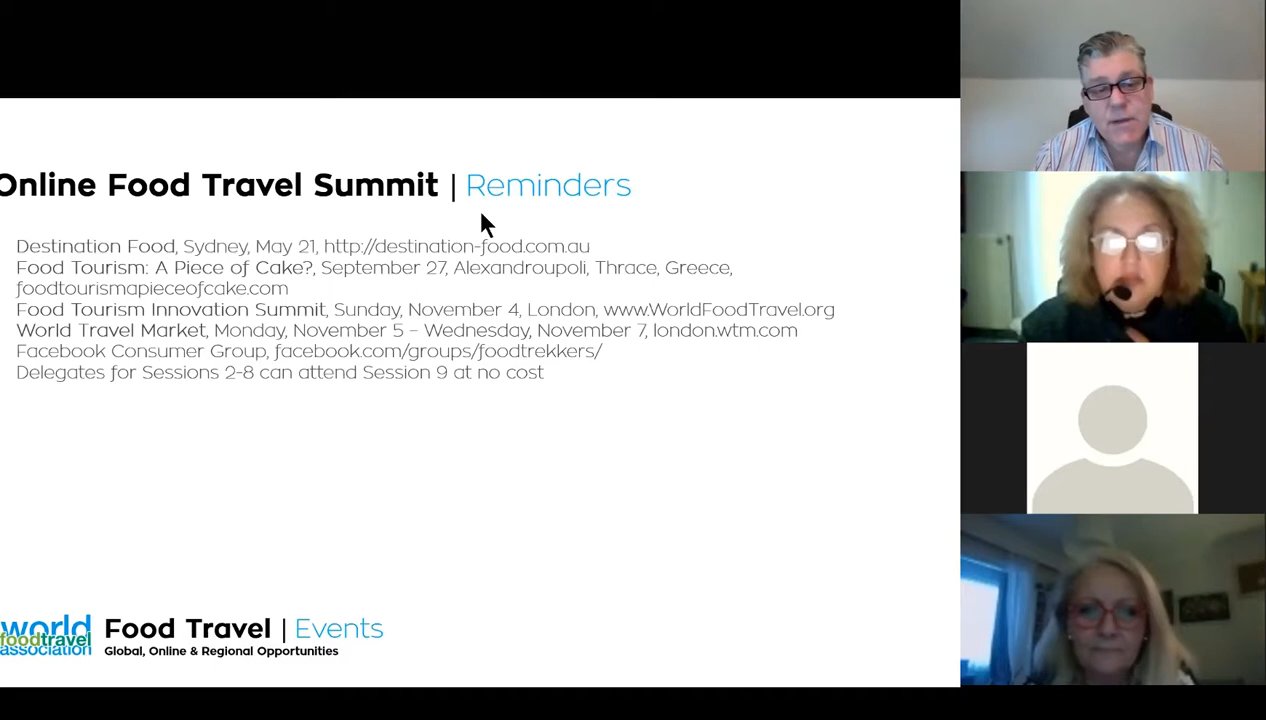 Online Food Travel Summit | Reminders
Destination Food, Sydney, May 21, http://destination-food.com.au
Food Tourism: A Piece of Cake?, September 27, Alexandroupoli, Thrace, Greece,
foodtourismapieceofcake.com
Food Tourism Innovation Summit, Sunday, November 4, London, www.WorldFoodTravel.org
World Travel Market, Monday, November 5 – Wednesday, November 7, london.wtm.com
Facebook Consumer Group, facebook.com/groups/foodtrekkers/
Delegates for Sessions 2-8 can attend Session 9 at no cost
world
foodtravel
association
Food Travel | Events
Global, Online & Regional Opportunities